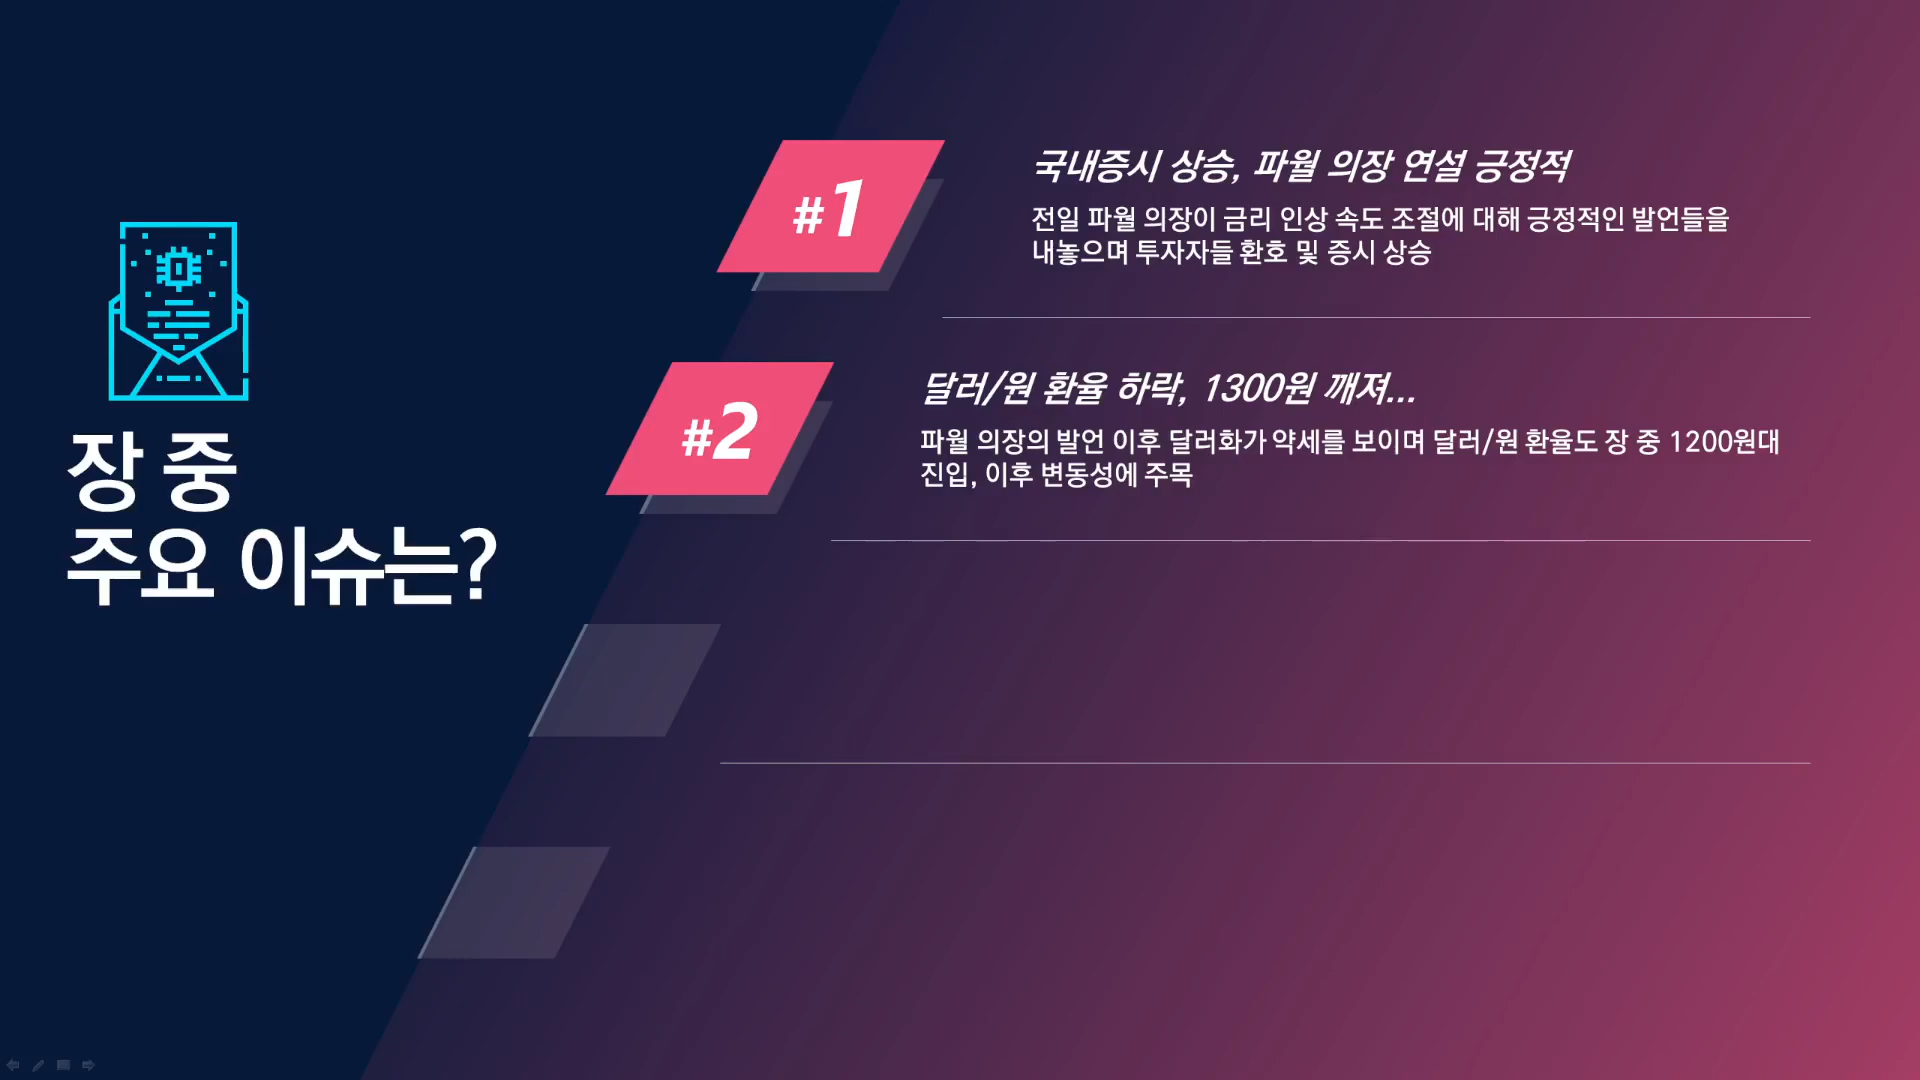 장 중
주요 이슈는?
#1
국내증시 상승, 파월 의장 연설 긍정적
전일 파월 의장이 금리 인상 속도 조절에 대해 긍정적인 발언들을
내놓으며 투자자들 환호 및 증시 상승
#2
달러/원 환율 하락, 1300원 깨져...
파월 의장의 발언 이후 달러화가 약세를 보이며 달러/원 환율도 장 중 1200원대
진입, 이후 변동성에 주목